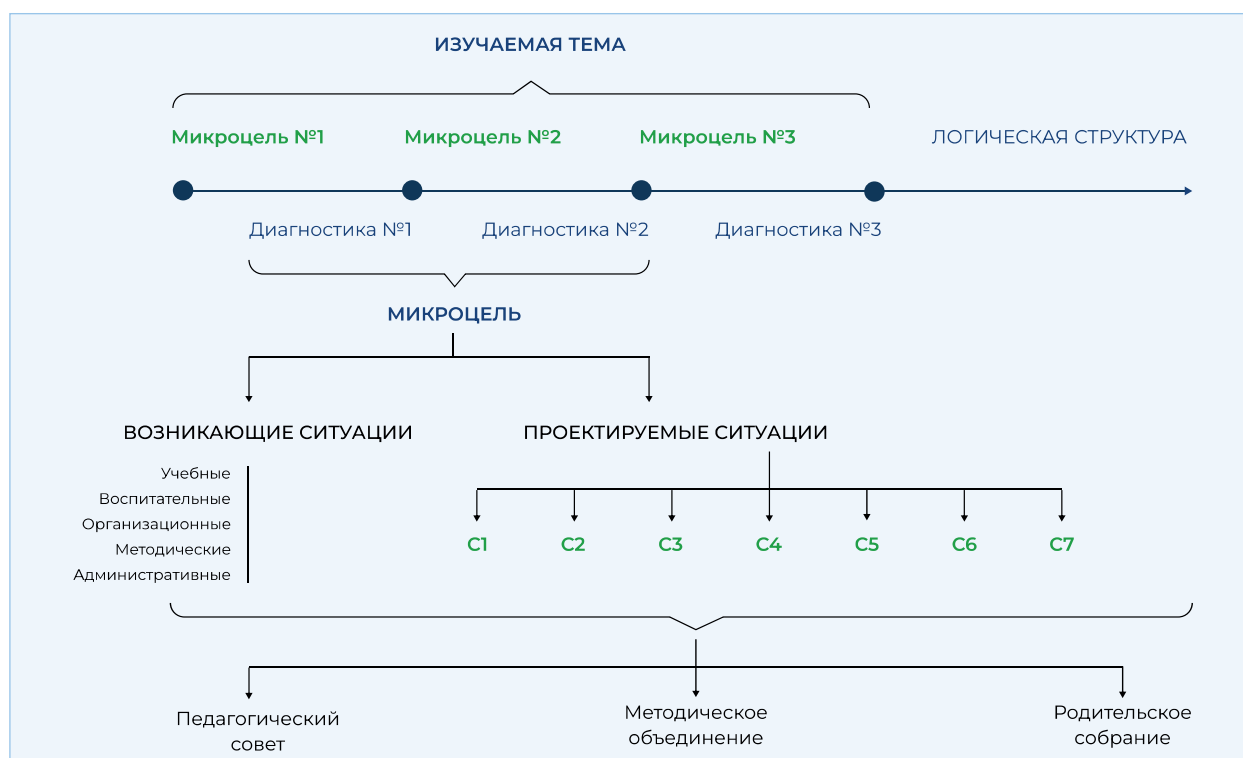 ИЗУЧАЕМАЯ ТЕМА
Микроцель №1 Микроцель №2 Микроцель №3 ЛОГИЧЕСКАЯ СТРУКТУРА
Диагностика №1 Диагностика №2 Диагностика №3
МИКРОЦЕЛЬ
ВОЗНИКАЮЩИЕ СИТУАЦИИ ПРОЕКТИРУЕМЫЕ СИТУАЦИИ
Учебные
Воспитательные
Организационные
Методические
Административные
С1 С2 С3 С4 С5 С6 С7
Педагогический
совет
Методическое
объединение
Родительское
собрание